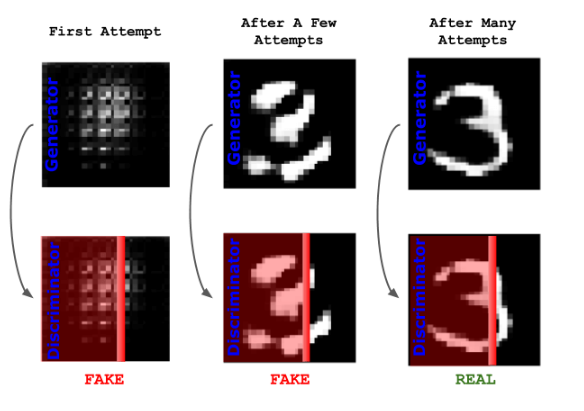 First Attempt
After A Few
Attempts
After Many
Attempts
Generator
Generator
Generator
Discriminator
Discriminator
Discriminator
FAKE
FAKE
REAL